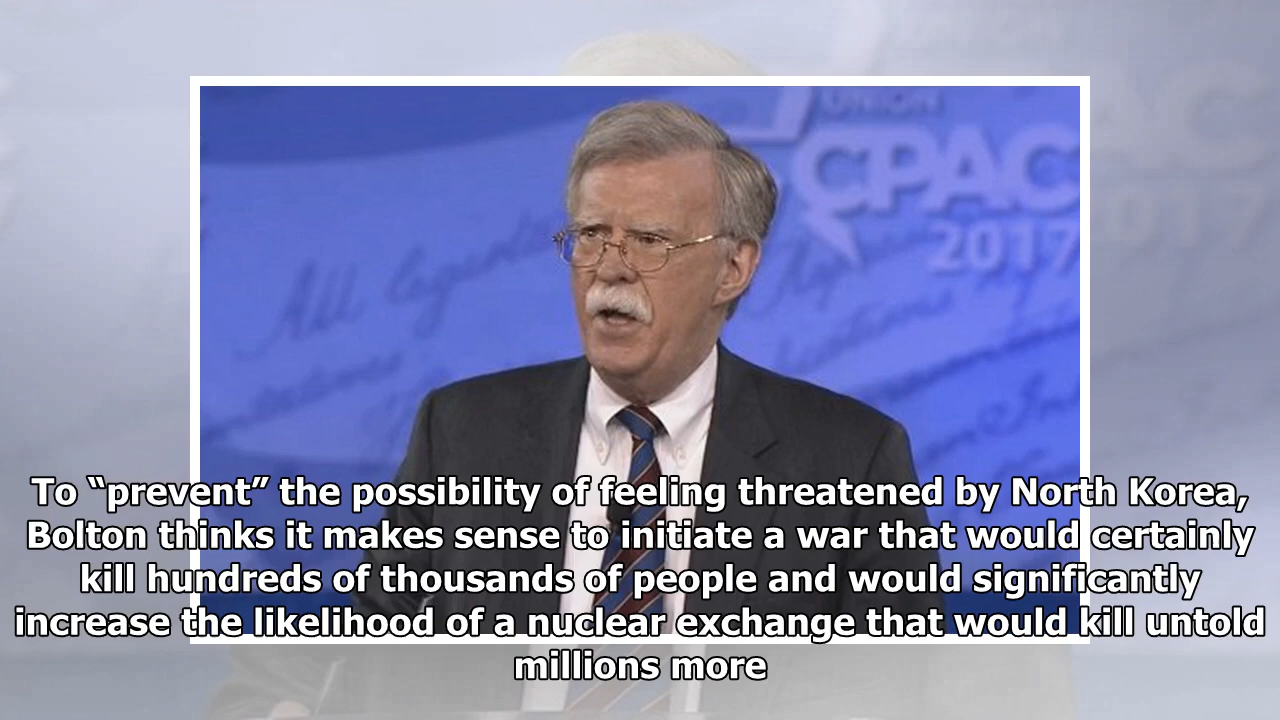 UNION
CPAC
2017
All
To “prevent” the possibility of feeling threatened by North Korea,
Bolton thinks it makes sense to initiate a war that would certainly
kill hundreds of thousands of people and would significantly
increase the likelihood of a nuclear exchange that would kill untold
millions more